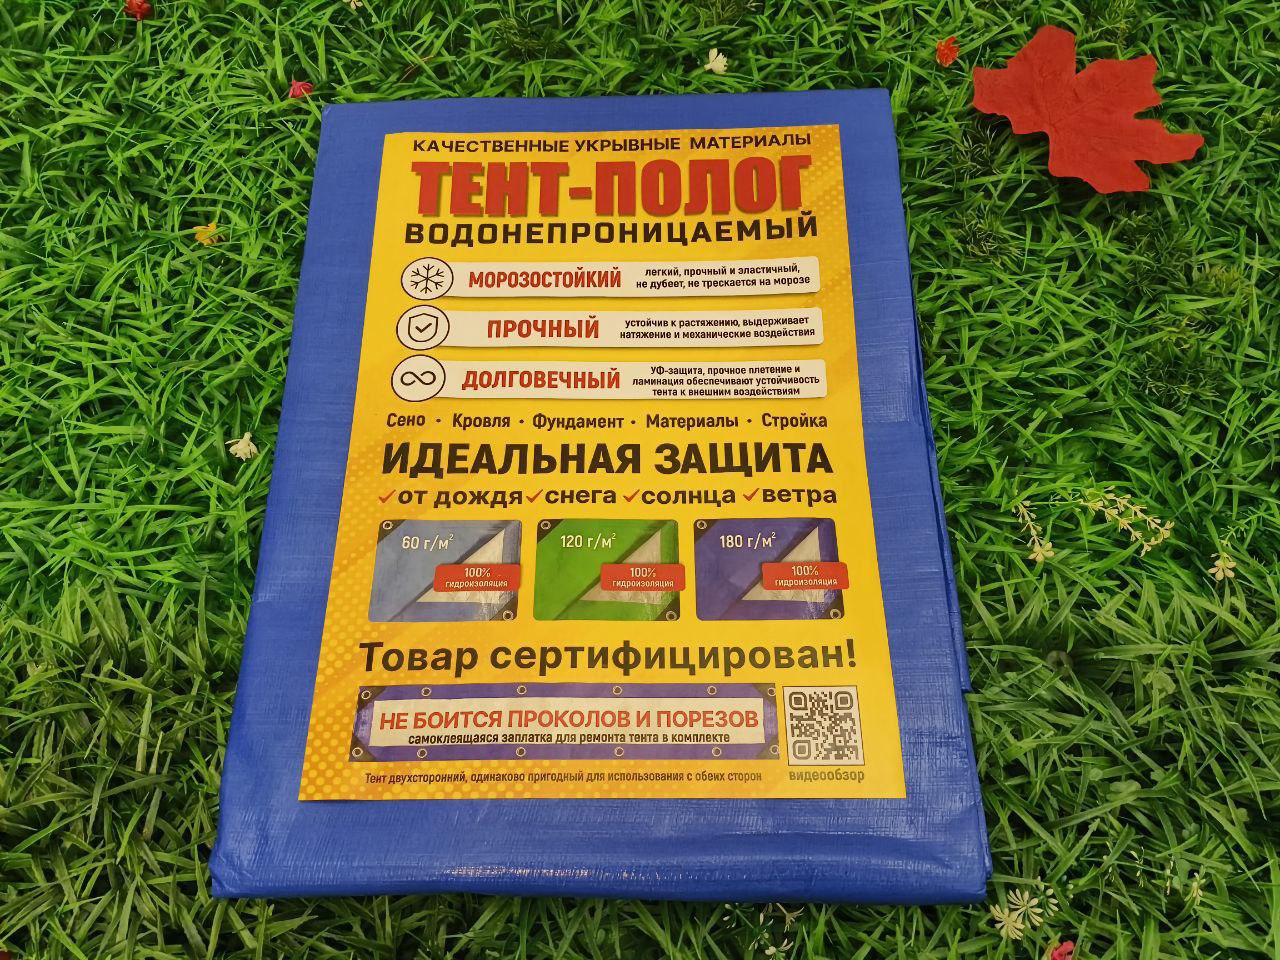 КАЧЕСТВЕННЫЕ УКРЫВНЫЕ МАТЕРИАЛЫ
ТЕНТ-ПОЛОГ
ВОДОНЕПРОНИЦАЕМЫЙ
МОРОЗОСТОЙКИЙ
легкий, прочный и эластичный,
не дубеет, не трескается на морозе
ПРОЧНЫЙ
устойчив к растяжению, выдерживает
натяжение и механические воздействия
ДОЛГОВЕЧНЫЙ
УФ-защита, прочное плетение и
ламинация обеспечивают устойчивость
тента к внешним воздействиям
Сено • Кровля • Фундамент • Материалы • Стройка
ИДЕАЛЬНАЯ ЗАЩИТА
✓от дождя ✓снега ✓солнца ✓ветра
60 г/м²
100%
гидроизоляция
120 г/м²
100%
гидроизоляция
180 г/м²
100%
гидроизоляция
Товар сертифицирован!
НЕ БОИТСЯ ПРОКОЛОВ И ПОРЕЗОВ
самоклеящаяся заплатка для ремонта тента в комплекте
видеообзор
Тент двухсторонний, одинаково пригодный для использования с обеих сторон